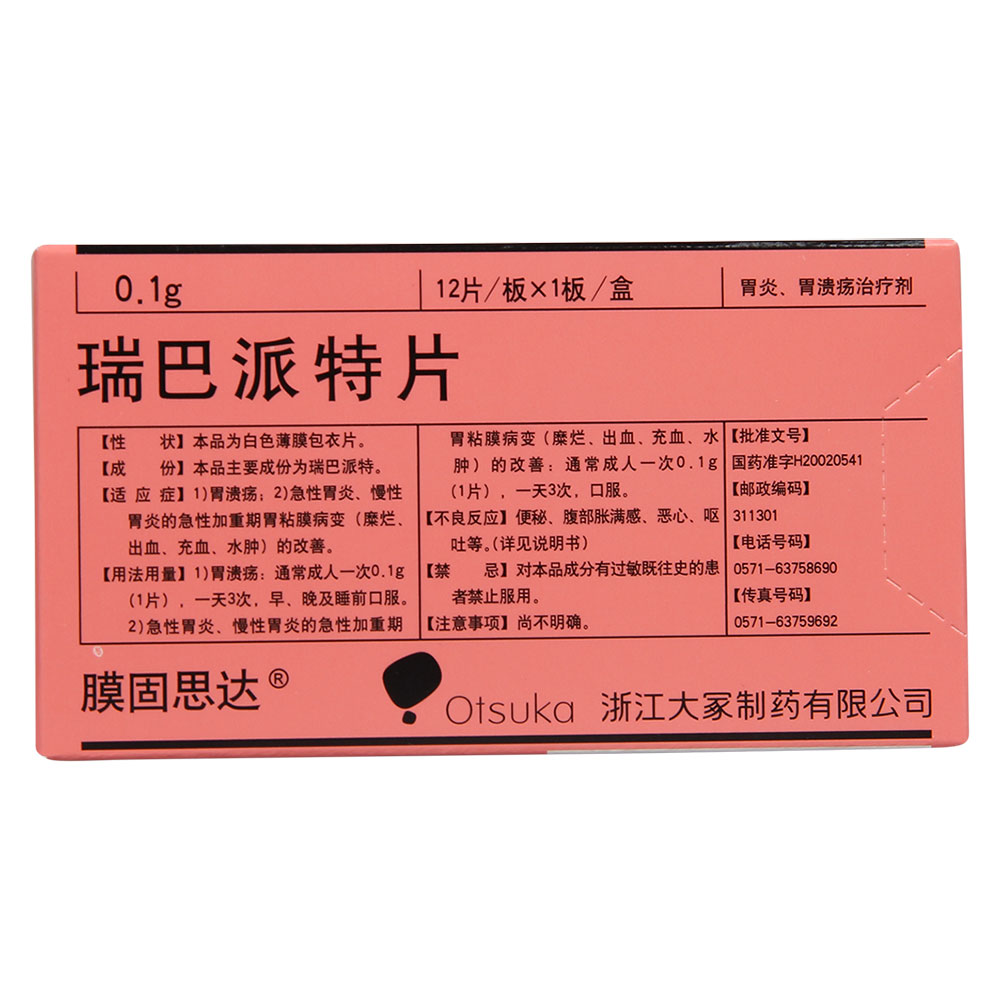 0.1g
12片/板×1板/盒
胃炎、胃溃疡治疗剂
瑞巴派特片
【性　状】本品为白色薄膜包衣片。
【成　份】本品主要成份为瑞巴派特。
【适应症】1)胃溃疡；2)急性胃炎、慢性
胃炎的急性加重期胃粘膜病变（糜烂、
出血、充血、水肿）的改善。
【用法用量】1)胃溃疡：通常成人一次0.1g
(1片），一天3次，早、晚及睡前口服。
2)急性胃炎、慢性胃炎的急性加重期
胃粘膜病变（糜烂、出血、充血、水
肿）的改善：通常成人一次0.1g
(1片），一天3次，口服。
【不良反应】便秘、腹部胀满感、恶心、呕
吐等。(详见说明书)
【禁　忌】对本品成分有过敏既往史的患
者禁止服用。
【注意事项】尚不明确。
【批准文号】
国药准字H20020541
【邮政编码】
311301
【电话号码】
0571-63758690
【传真号码】
0571-63759692
膜固思达®
Otsuka
浙江大冢制药有限公司